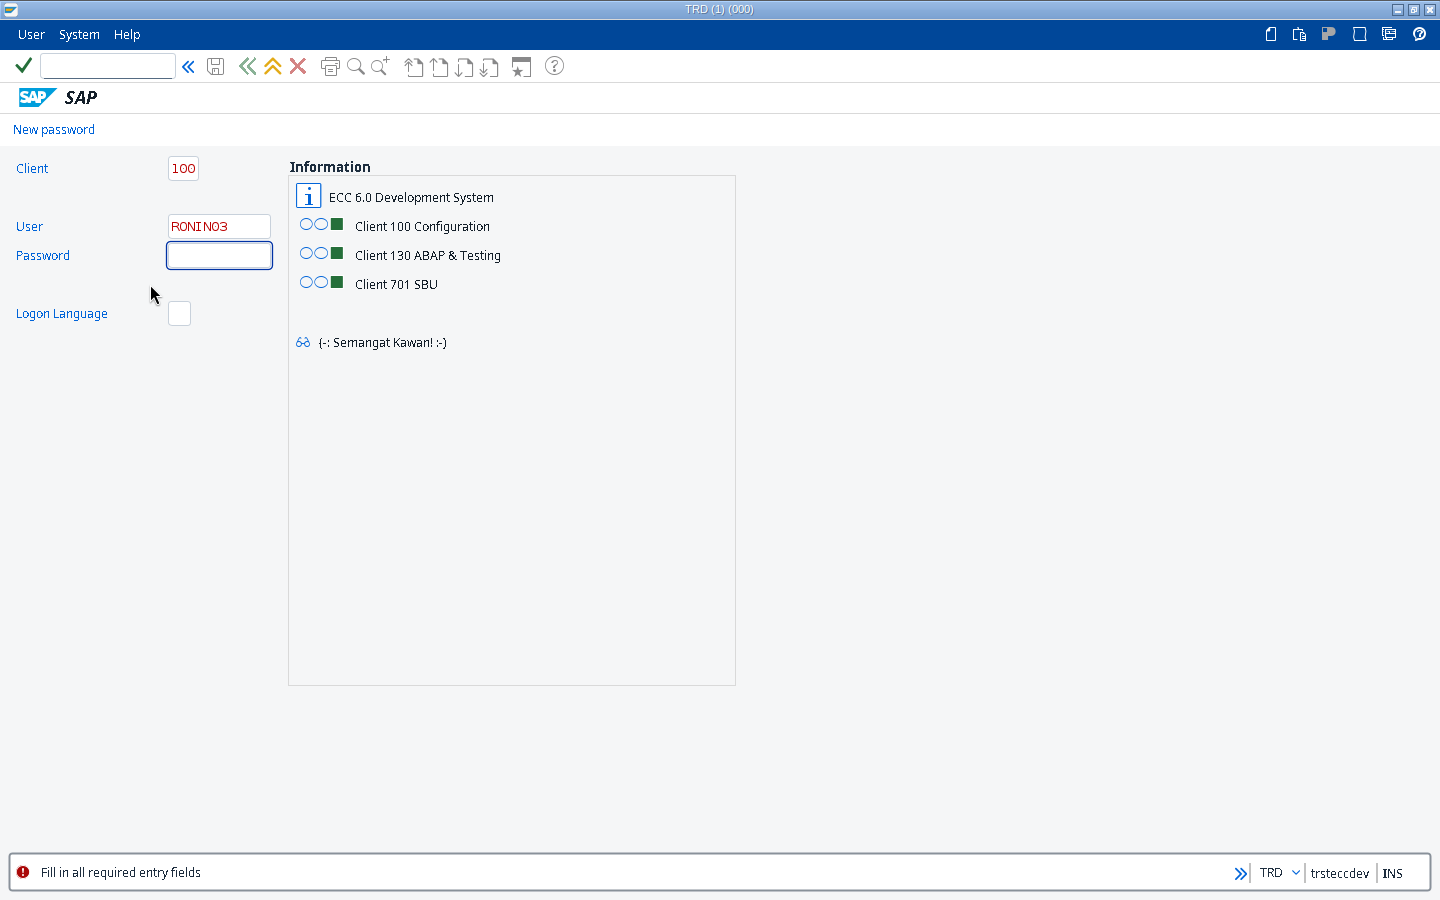 TRD (1) (000)
User System Help
SAP SAP
New password
Client 100
User RONIN03
Password
Logon Language
Information
ECC 6.0 Development System
Client 100 Configuration
Client 130 ABAP & Testing
Client 701 SBU
(-: Semangat Kawan! :-)
Fill in all required entry fields
TRD trsteccdev INS